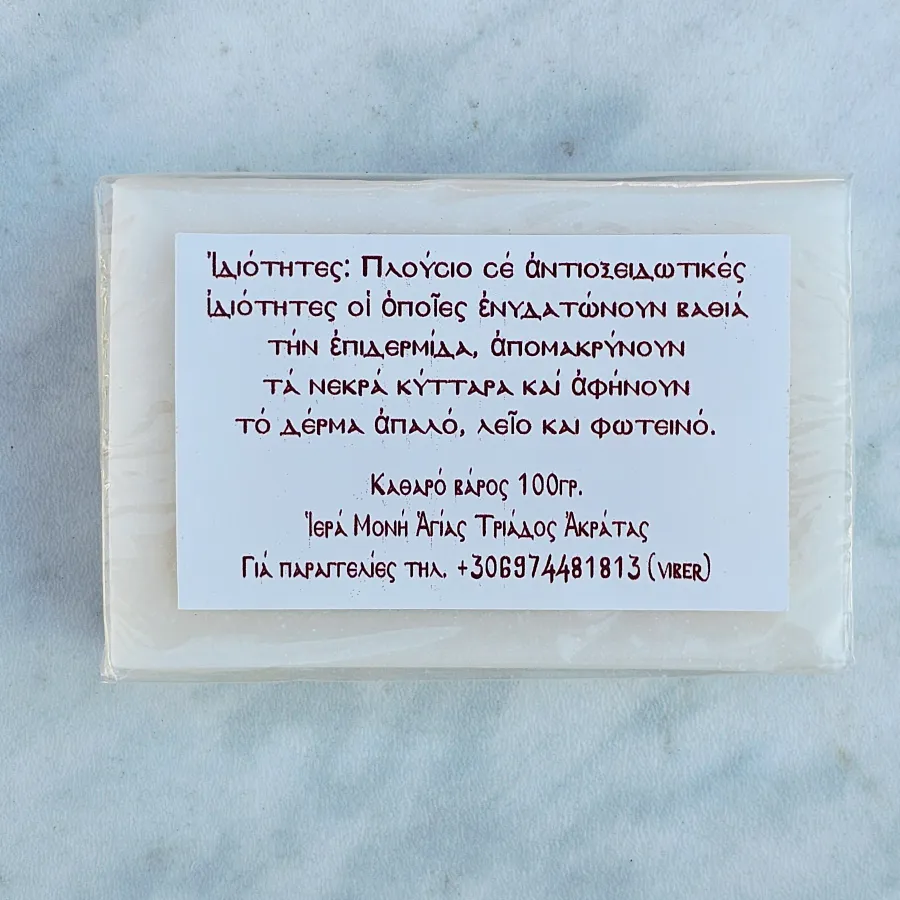 Ἰδιότητες: Πλούσιο σέ ἀντιοξειδωτικές
ἰδιότητες οἱ ὁποῖες ἐνυδατώνουν βαθιά
τήν ἐπιδερμίδα, ἀπομακρύνουν
τά νεκρά κύτταρα καί ἀφήνουν
τό δέρμα ἁπαλό, λεῖο και φωτεινό.
Καθαρό βάρος 100γρ.
Ἱερά Μονή Ἁγίας Τριάδος Ἀκράτας
Γιά παραγγελίες τηλ. +306974481813 (VIBER)